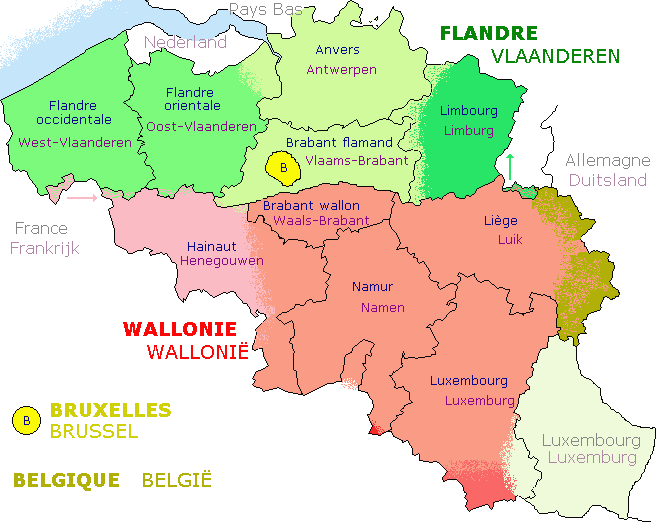 Pays Bas
Nederland
FLANDRE
VLAANDEREN
Anvers
Antwerpen
Flandre
occidentale
West-Vlaanderen
Flandre
orientale
Oost-Vlaanderen
Limbourg
Limburg
Brabant flamand
Vlaams-Brabant
B
Allemagne
Duitsland
France
Frankrijk
Brabant wallon
Waals-Brabant
Liège
Luik
Hainaut
Henegouwen
Namur
Namen
WALLONIE
WALLONIË
Luxembourg
Luxemburg
B
BRUXELLES
BRUSSEL
Luxembourg
Luxemburg
BELGIQUE BELGIË